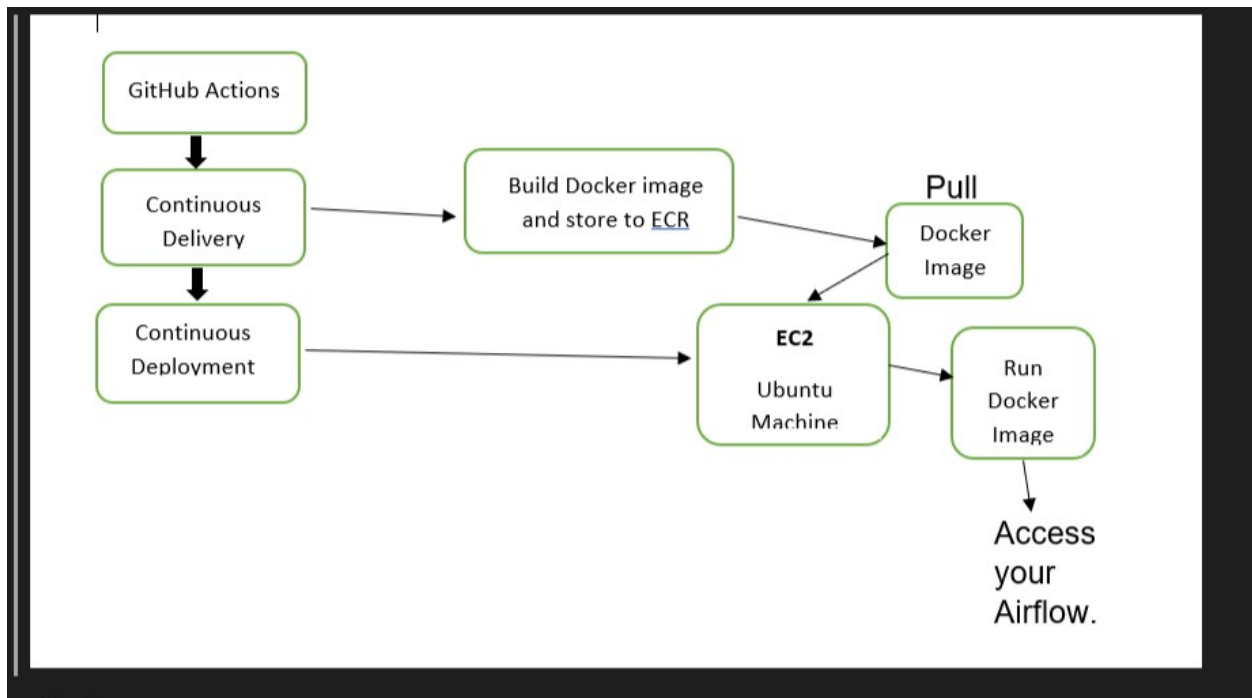 GitHub Actions
Continuous
Delivery
Build Docker image
and store to ECR
Pull
Docker
Image
Continuous
Deployment
EC2
Ubuntu
Machine
Run
Docker
Image
Access
your
Airflow.